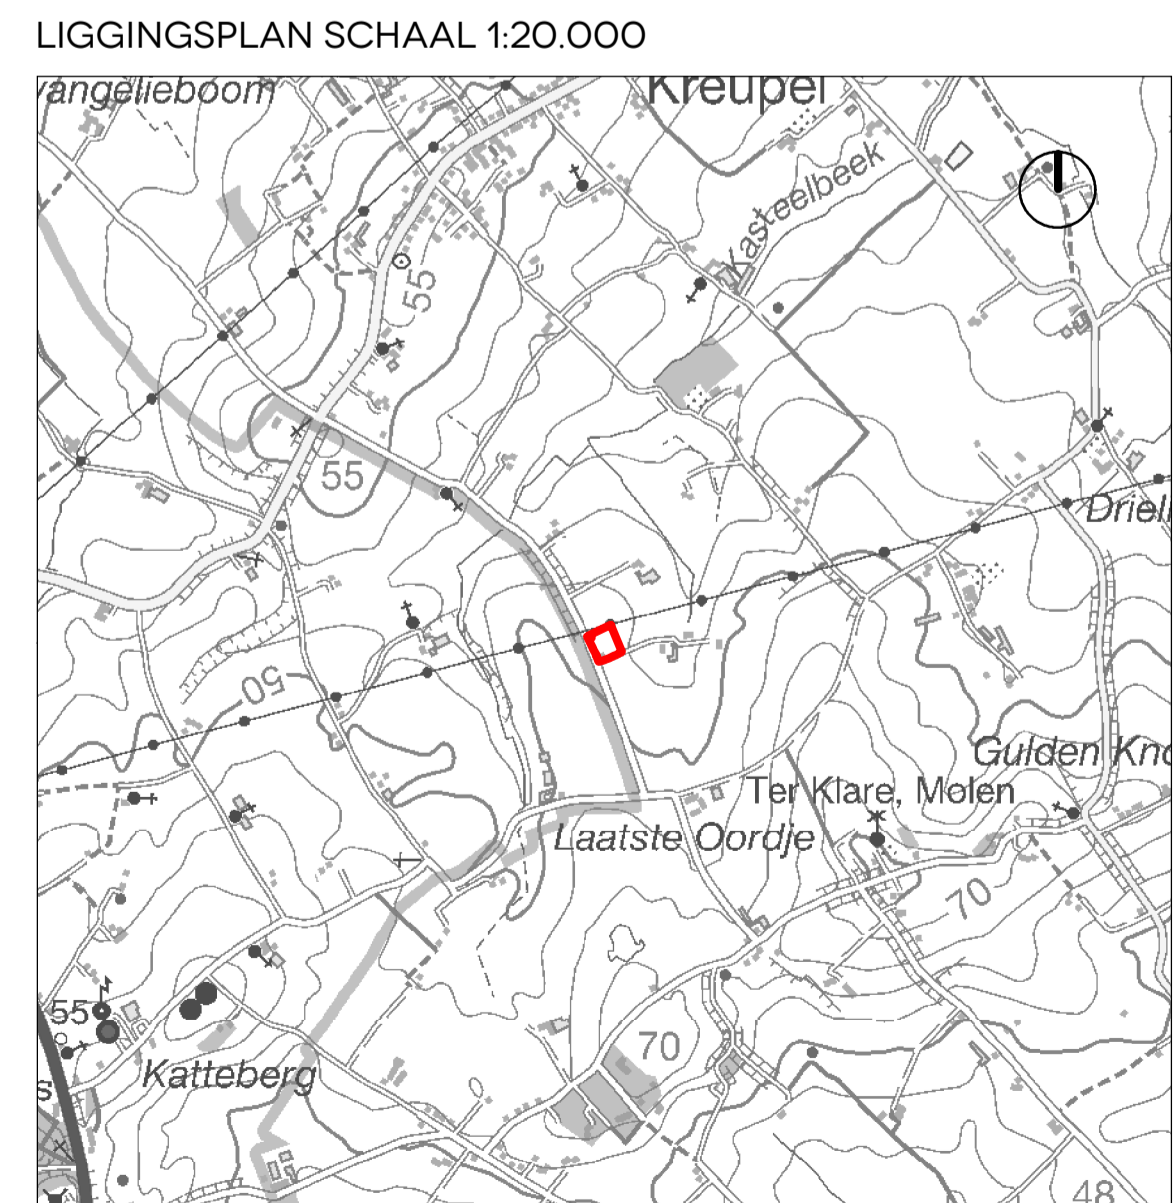 LIGGINGSPLAN SCHAAL 1:20.000
vangelieboom
Kreupel
Kasteelbeek
55
55
Driel
50
Gulden Kno
Ter Klare, Molen
Laatste Oordje
70
55
70
Katteberg
s
48